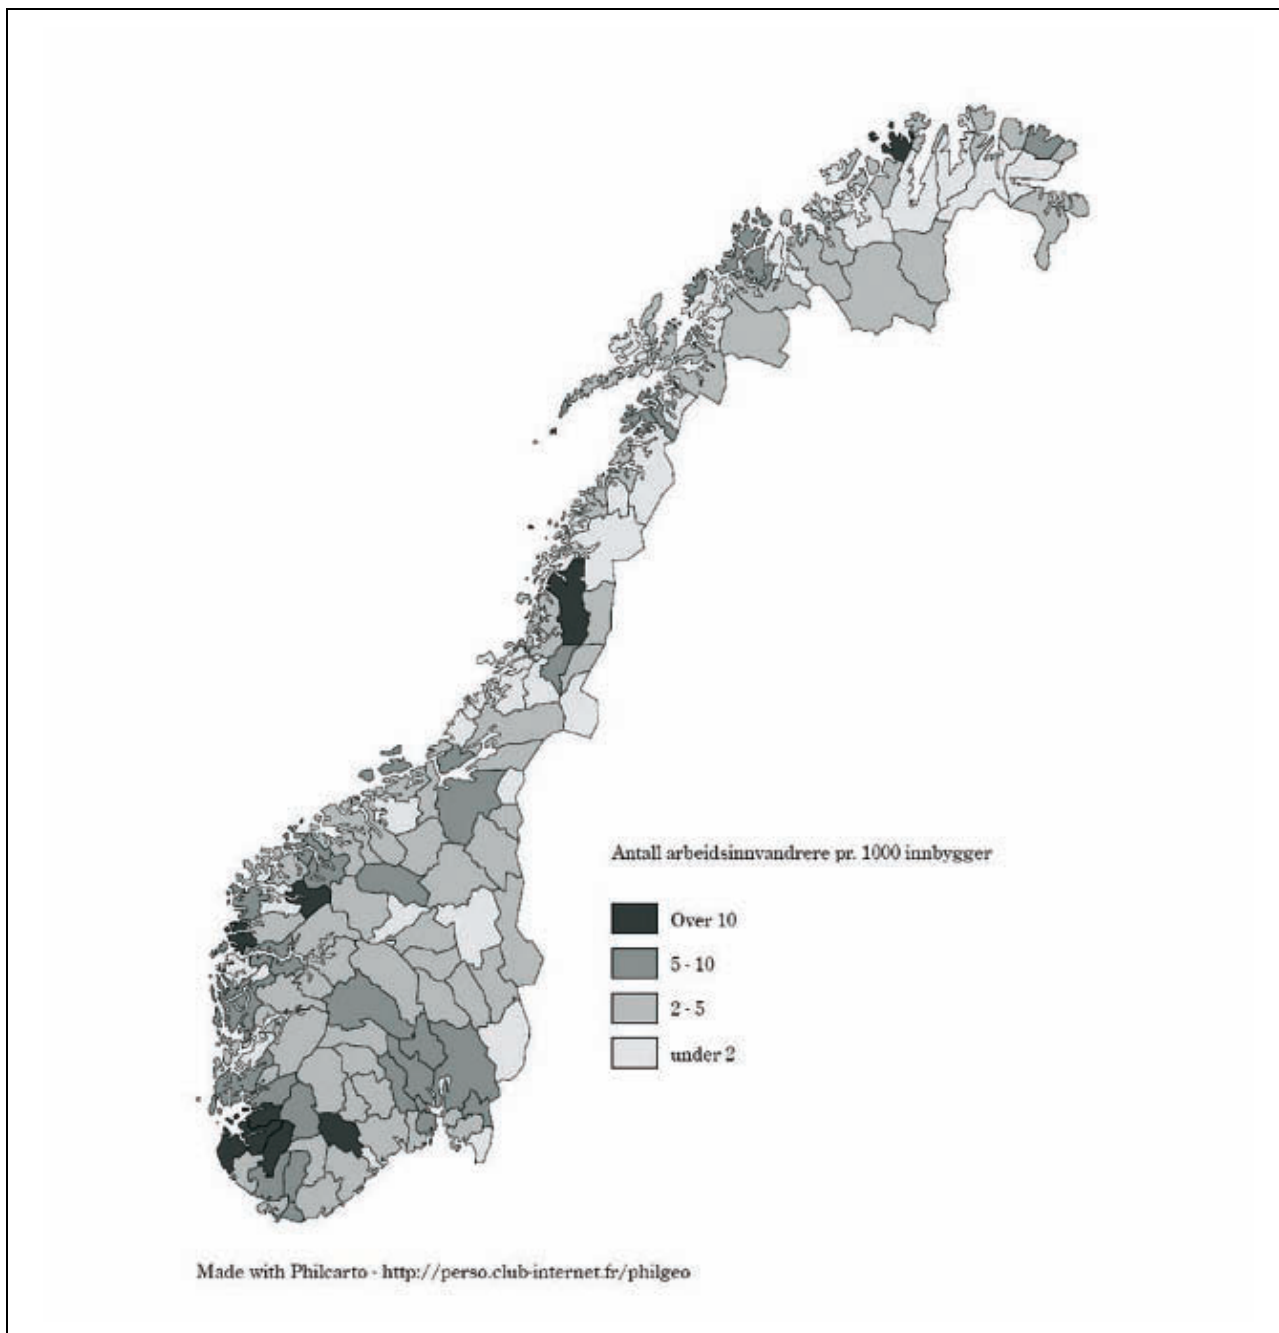 Antall arbeidsinnvandrere pr. 1000 innbygger
Over 10
5 - 10
2 - 5
under 2
Made with Philcarto - http://perso.club-internet.fr/philgeo